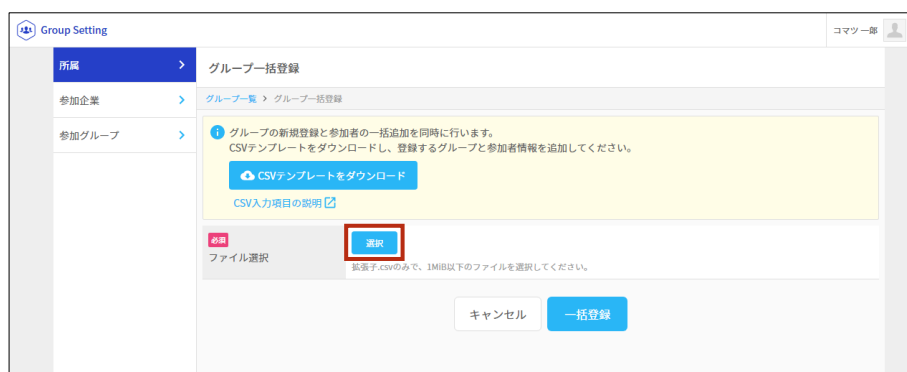 Group Setting
コマツ 一郎
所属
参加企業
参加グループ
グループ一括登録
グループ一覧 > グループ一括登録
グループの新規登録と参加者の一括追加を同時に行います。
CSVテンプレートをダウンロードし、登録するグループと参加者情報を追加してください。
CSVテンプレートをダウンロード
CSV入力項目の説明
必須
ファイル選択
選択
拡張子.csvのみで、1MiB以下のファイルを選択してください。
キャンセル
一括登録